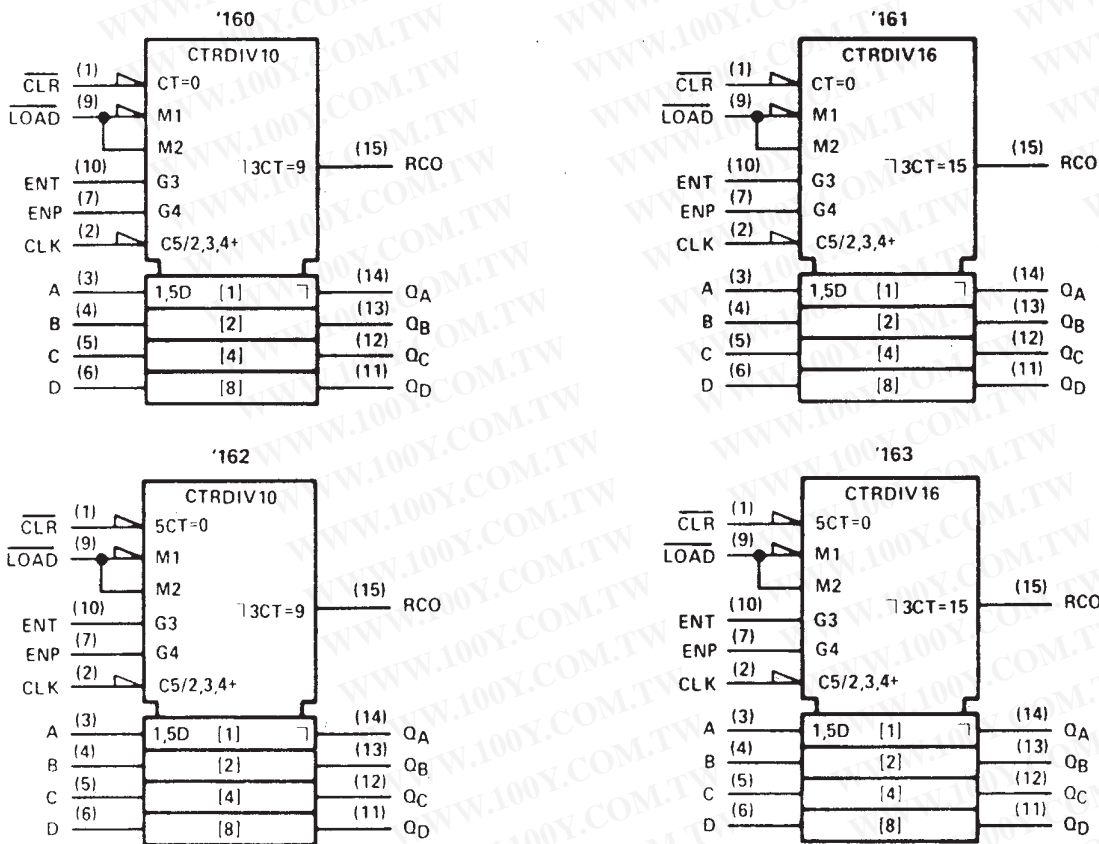 '160
CTRDIV10
CLR (1) CT=0
LOAD (9) M1
M2
(15)
⌝3CT=9 RCO
ENT (10) G3
ENP (7) G4
CLK (2) C5/2,3,4+
A (3) 1,5D [1] ⌝ (14) QA
B (4) [2] (13) QB
C (5) [4] (12) QC
D (6) [8] (11) QD
'161
CTRDIV16
CLR (1) CT=0
LOAD (9) M1
M2
(15)
⌝3CT=15 RCO
ENT (10) G3
ENP (7) G4
CLK (2) C5/2,3,4+
A (3) 1,5D [1] ⌝ (14) QA
B (4) [2] (13) QB
C (5) [4] (12) QC
D (6) [8] (11) QD
'162
CTRDIV10
CLR (1) 5CT=0
LOAD (9) M1
M2
(15)
⌝3CT=9 RCO
ENT (10) G3
ENP (7) G4
CLK (2) C5/2,3,4+
A (3) 1,5D [1] ⌝ (14) QA
B (4) [2] (13) QB
C (5) [4] (12) QC
D (6) [8] (11) QD
'163
CTRDIV16
CLR (1) 5CT=0
LOAD (9) M1
M2
(15)
⌝3CT=15 RCO
ENT (10) G3
ENP (7) G4
CLK (2) C5/2,3,4+
A (3) 1,5D [1] ⌝ (14) QA
B (4) [2] (13) QB
C (5) [4] (12) QC
D (6) [8] (11) QD
WWW.100Y.COM.TW